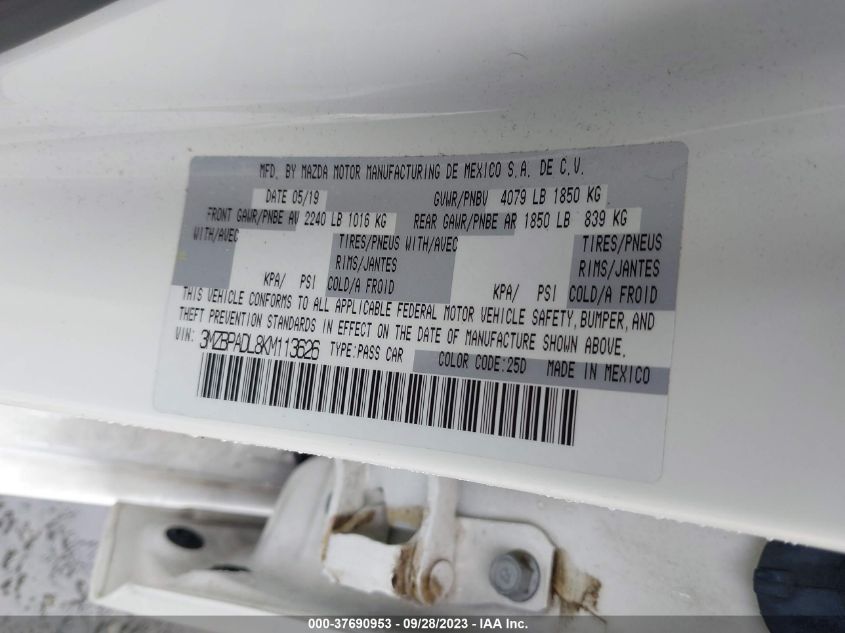 MFD. BY MAZDA MOTOR MANUFACTURING DE MEXICO S.A. DE C.V.
DATE 05/19 GVWR/PNBV 4079 LB 1850 KG
FRONT GAWR/PNBE AV 2240 LB 1016 KG REAR GAWR/PNBE AR 1850 LB 839 KG
WITH/AVEC TIRES/PNEUS WITH/AVEC TIRES/PNEUS
RIMS/JANTES RIMS/JANTES
KPA/ PSI COLD/A FROID KPA/ PSI COLD/A FROID
THIS VEHICLE CONFORMS TO ALL APPLICABLE FEDERAL MOTOR VEHICLE SAFETY, BUMPER, AND
THEFT PREVENTION STANDARDS IN EFFECT ON THE DATE OF MANUFACTURE SHOWN ABOVE.
VIN: 3MZBPADL8KM113626 TYPE:PASS CAR COLOR CODE:25D MADE IN MEXICO
000-37690953 - 09/28/2023 - IAA Inc.